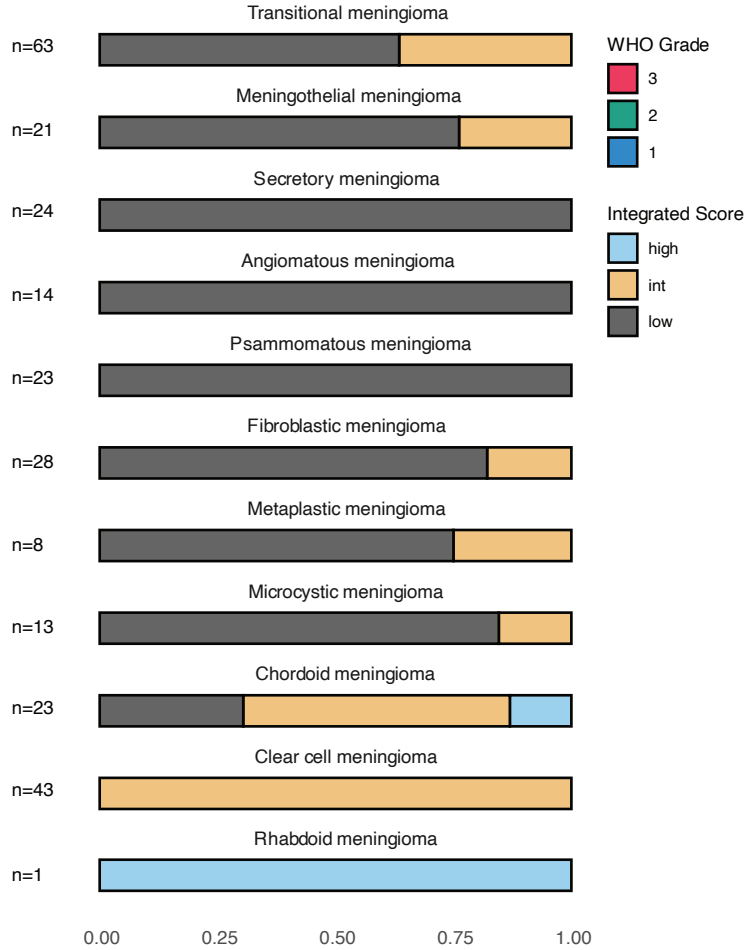 Transitional meningioma
n=63
Meningothelial meningioma
n=21
Secretory meningioma
n=24
Angiomatous meningioma
n=14
Psammomatous meningioma
n=23
Fibroblastic meningioma
n=28
Metaplastic meningioma
n=8
Microcystic meningioma
n=13
Chordoid meningioma
n=23
Clear cell meningioma
n=43
Rhabdoid meningioma
n=1
0.00 0.25 0.50 0.75 1.00
WHO Grade
3
2
1
Integrated Score
high
int
low